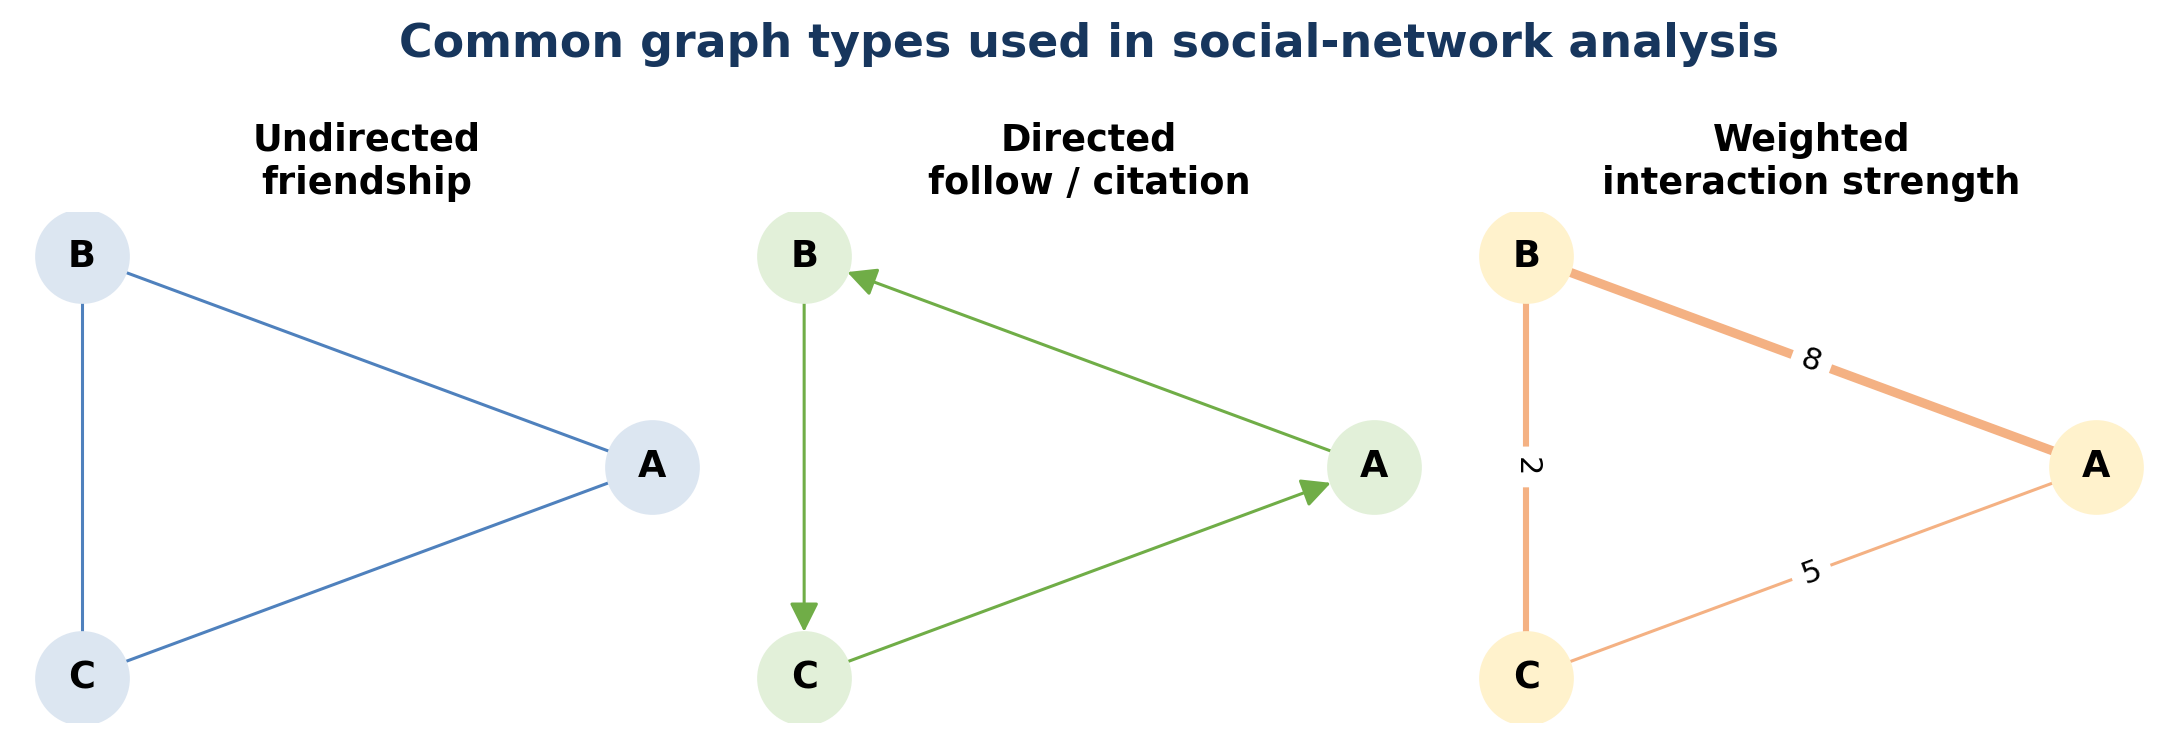 Common graph types used in social-network analysis
Undirected
friendship
B
A
C
Directed
follow / citation
B
A
C
Weighted
interaction strength
B
8
2
A
5
C